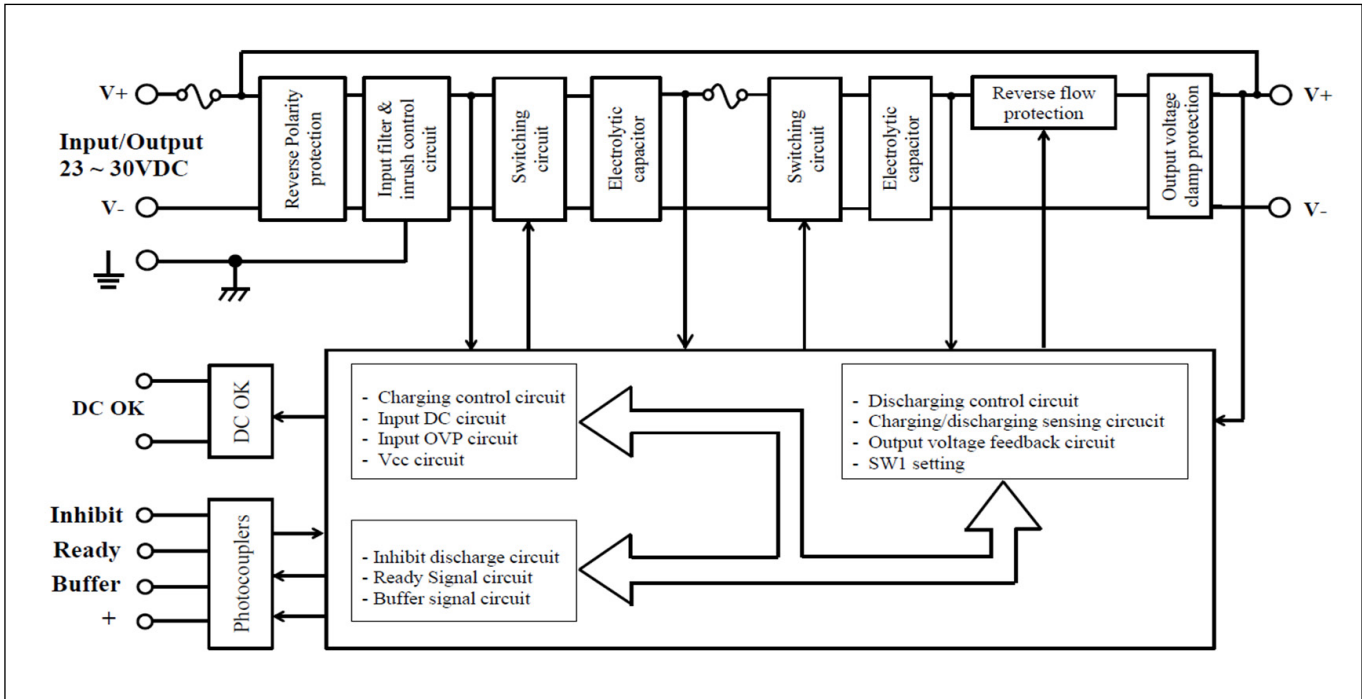 V+
Input/Output
23 ~ 30VDC
V-
Reverse Polarity
protection
Input filter &
inrush control
circuit
Switching
circuit
Electrolytic
capacitor
Switching
circuit
Electrolytic
capacitor
Reverse flow
protection
Output voltage
clamp protection
V+
V-
DC OK
DC OK
- Charging control circuit
- Input DC circuit
- Input OVP circuit
- Vcc circuit
- Discharging control circuit
- Charging/discharging sensing circucit
- Output voltage feedback circuit
- SW1 setting
Inhibit
Ready
Buffer
+
Photocouplers
- Inhibit discharge circuit
- Ready Signal circuit
- Buffer signal circuit